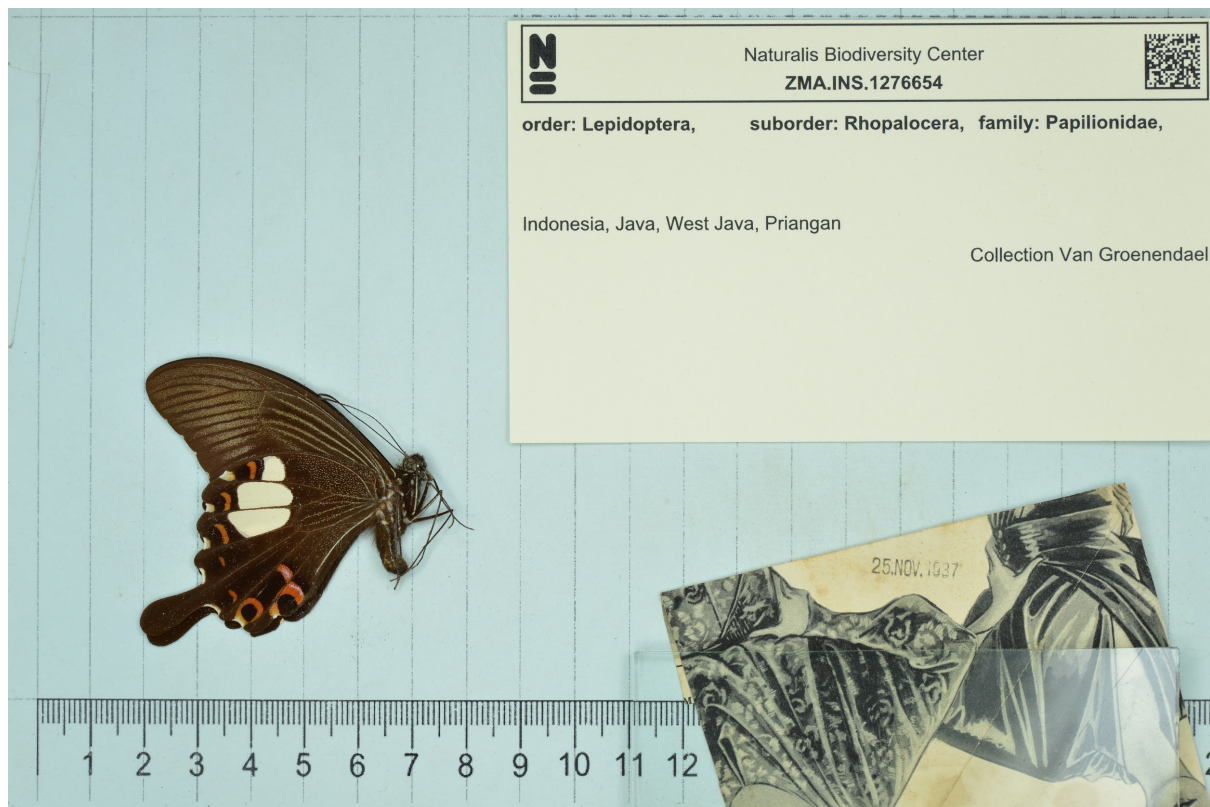 Naturalis Biodiversity Center
ZMA.INS.1276654
order: Lepidoptera, suborder: Rhopalocera, family: Papilionidae,
Indonesia, Java, West Java, Priangan
Collection Van Groenendael
25.NOV.1937
1 2 3 4 5 6 7 8 9 10 11 12